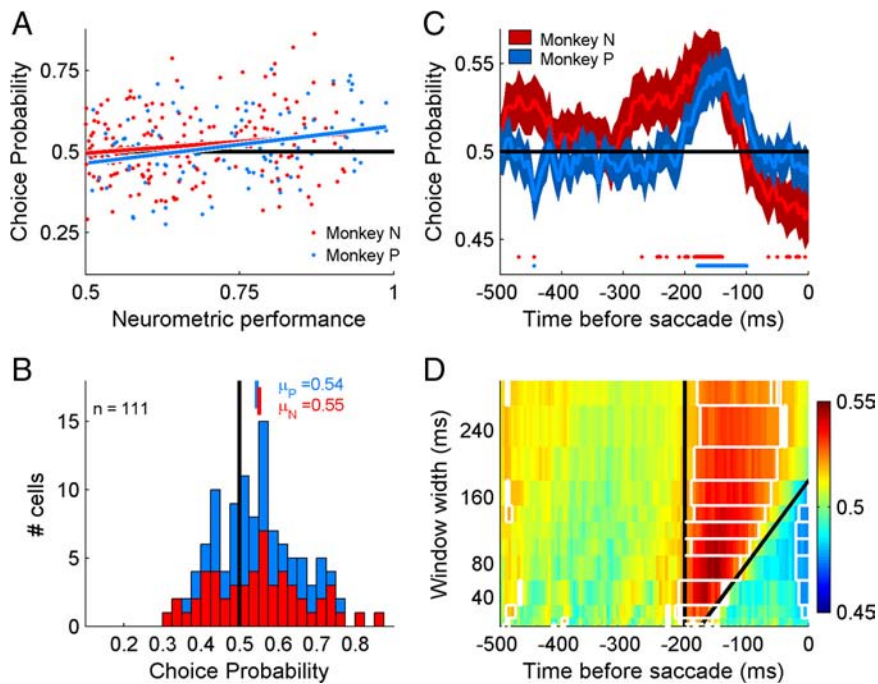 A
Choice Probability
0.75
0.5
0.25
Monkey N
Monkey P
0.5
0.75
1
Neurometric performance
C
Choice Probability
0.55
0.5
0.45
Monkey N
Monkey P
-500
-400
-300
-200
-100
0
Time before saccade (ms)
B
# cells
15
10
5
0
n = 111
μP =0.54
μN =0.55
0.2
0.3
0.4
0.5
0.6
0.7
0.8
Choice Probability
D
Window width (ms)
240
160
80
40
-500
-400
-300
-200
-100
0
Time before saccade (ms)
0.55
0.5
0.45